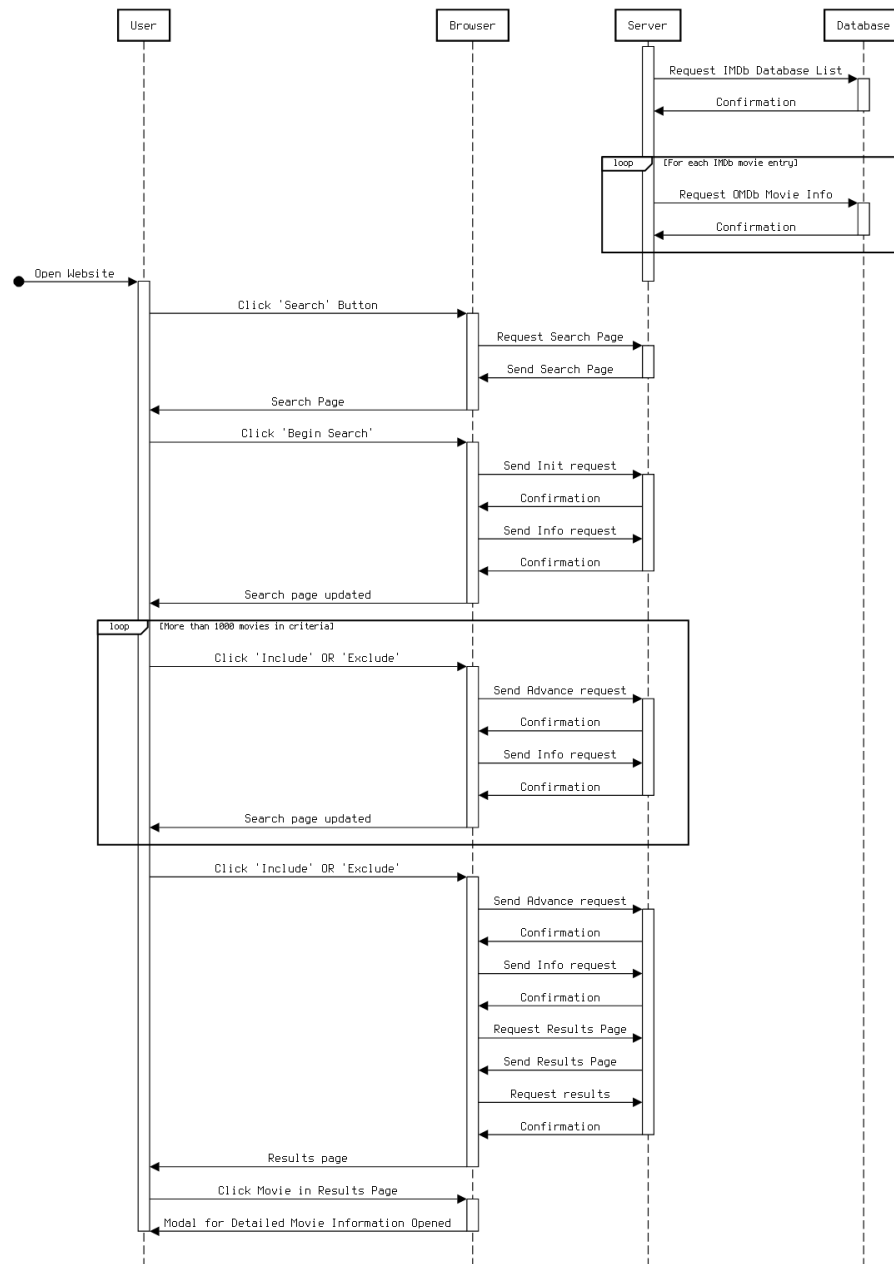 User
Browser
Server
Database
Request IMDb Database List
Confirmation
loop
[For each IMDb movie entry]
Request OMDb Movie Info
Confirmation
Open Website
Click 'Search' Button
Request Search Page
Send Search Page
Search Page
Click 'Begin Search'
Send Init request
Confirmation
Send Info request
Confirmation
Search page updated
loop
[More than 1000 movies in criteria]
Click 'Include' OR 'Exclude'
Send Advance request
Confirmation
Send Info request
Confirmation
Search page updated
Click 'Include' OR 'Exclude'
Send Advance request
Confirmation
Send Info request
Confirmation
Request Results Page
Send Results Page
Request results
Confirmation
Results page
Click Movie in Results Page
Modal for Detailed Movie Information Opened